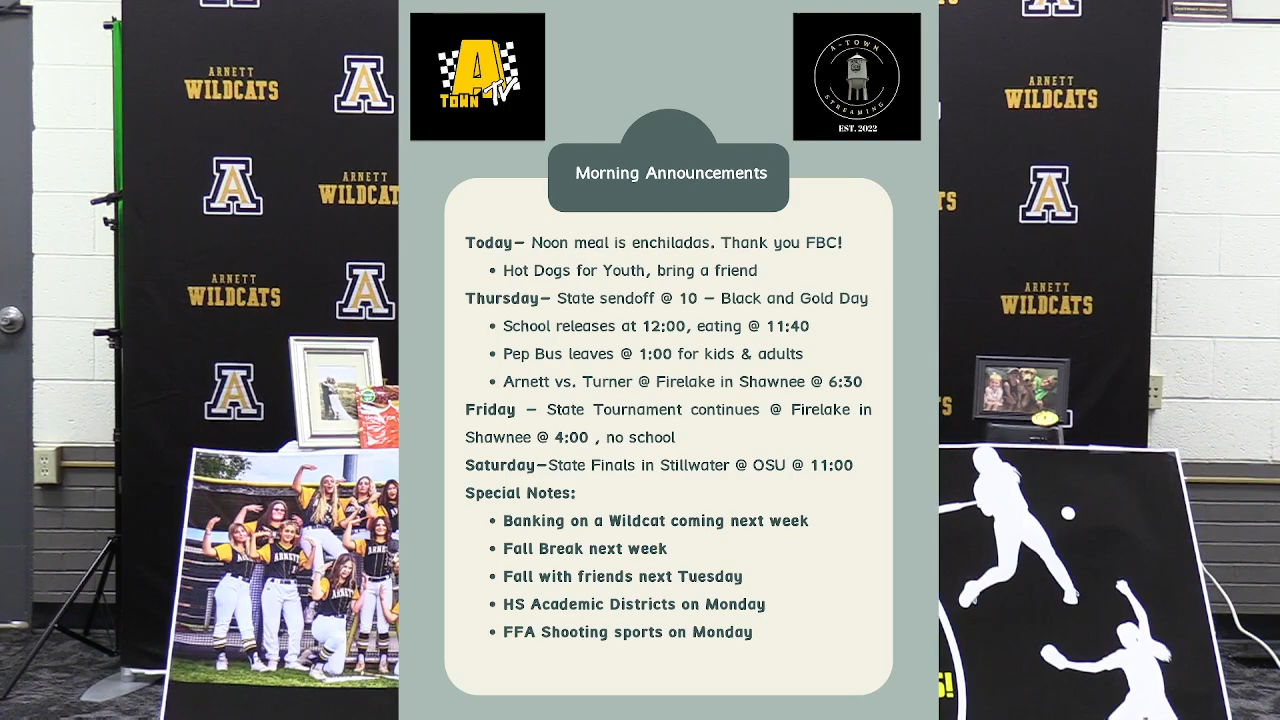 A
TOWN
TV
A-TOWN
STREAMING
EST. 2022
Morning Announcements
Today– Noon meal is enchiladas. Thank you FBC!
• Hot Dogs for Youth, bring a friend
Thursday– State sendoff @ 10 – Black and Gold Day
• School releases at 12:00, eating @ 11:40
• Pep Bus leaves @ 1:00 for kids & adults
• Arnett vs. Turner @ Firelake in Shawnee @ 6:30
Friday – State Tournament continues @ Firelake in
Shawnee @ 4:00 , no school
Saturday–State Finals in Stillwater @ OSU @ 11:00
Special Notes:
• Banking on a Wildcat coming next week
• Fall Break next week
• Fall with friends next Tuesday
• HS Academic Districts on Monday
• FFA Shooting sports on Monday
ARNETT
WILDCATS
A
A
ARNETT
WILDCATS
ARNETT
WILDCATS
A
A
ARNETT
ARNETT
ARNETT
WILDCATS
A
ARNETT
WILDCATS
S!